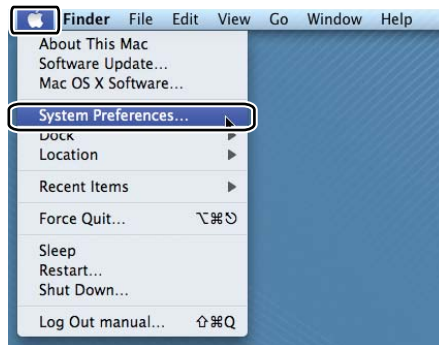 Finder File Edit View Go Window Help
About This Mac
Software Update...
Mac OS X Software...
System Preferences...
Dock
Location
Recent Items
Force Quit... ⌥⌘⎋
Sleep
Restart...
Shut Down...
Log Out manual... ⇧⌘Q